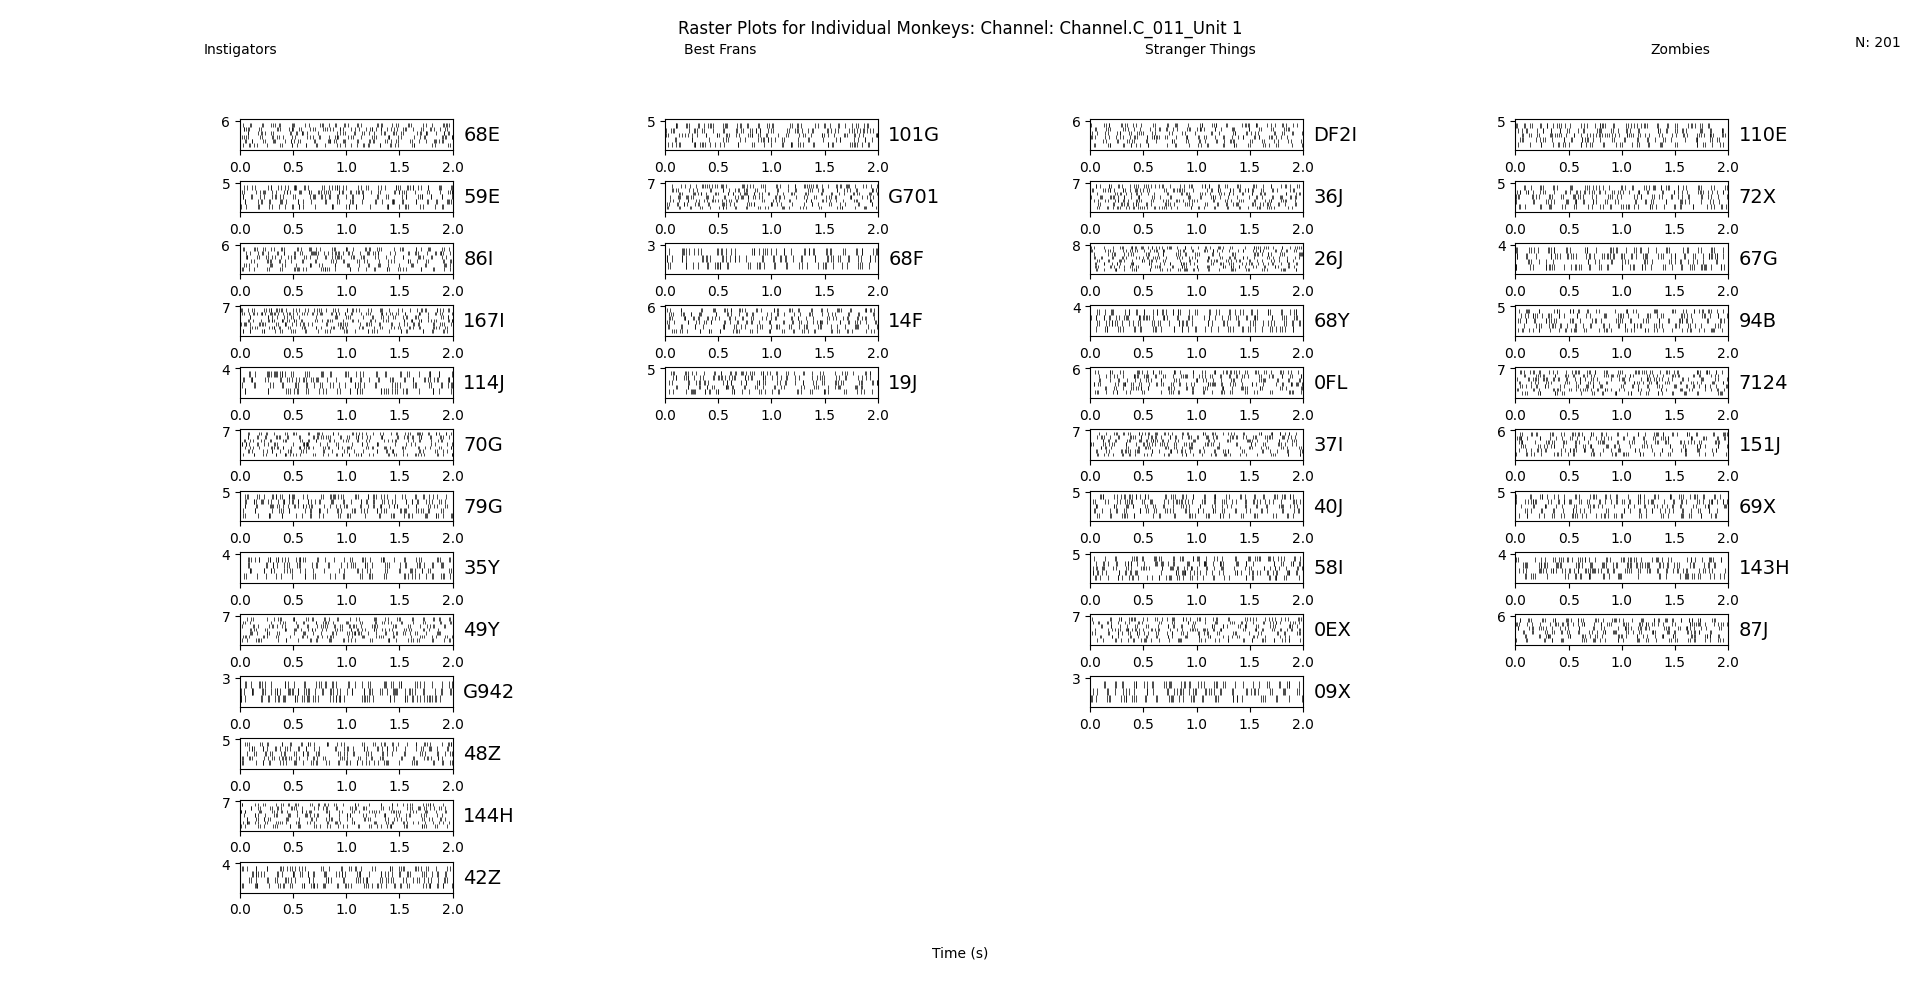 Raster Plots for Individual Monkeys: Channel: Channel.C_011_Unit 1
Instigators Best Frans Stranger Things Zombies N: 201
6 68E 5 101G 6 DF2I 5 110E
0.0 0.5 1.0 1.5 2.0 0.0 0.5 1.0 1.5 2.0 0.0 0.5 1.0 1.5 2.0 0.0 0.5 1.0 1.5 2.0
5 59E 7 G701 7 36J 5 72X
0.0 0.5 1.0 1.5 2.0 0.0 0.5 1.0 1.5 2.0 0.0 0.5 1.0 1.5 2.0 0.0 0.5 1.0 1.5 2.0
6 86I 3 68F 8 26J 4 67G
0.0 0.5 1.0 1.5 2.0 0.0 0.5 1.0 1.5 2.0 0.0 0.5 1.0 1.5 2.0 0.0 0.5 1.0 1.5 2.0
7 167I 6 14F 4 68Y 5 94B
0.0 0.5 1.0 1.5 2.0 0.0 0.5 1.0 1.5 2.0 0.0 0.5 1.0 1.5 2.0 0.0 0.5 1.0 1.5 2.0
4 114J 5 19J 6 0FL 7 7124
0.0 0.5 1.0 1.5 2.0 0.0 0.5 1.0 1.5 2.0 0.0 0.5 1.0 1.5 2.0 0.0 0.5 1.0 1.5 2.0
7 70G 7 37I 6 151J
0.0 0.5 1.0 1.5 2.0 0.0 0.5 1.0 1.5 2.0 0.0 0.5 1.0 1.5 2.0
5 79G 5 40J 5 69X
0.0 0.5 1.0 1.5 2.0 0.0 0.5 1.0 1.5 2.0 0.0 0.5 1.0 1.5 2.0
4 35Y 5 58I 4 143H
0.0 0.5 1.0 1.5 2.0 0.0 0.5 1.0 1.5 2.0 0.0 0.5 1.0 1.5 2.0
7 49Y 7 0EX 6 87J
0.0 0.5 1.0 1.5 2.0 0.0 0.5 1.0 1.5 2.0 0.0 0.5 1.0 1.5 2.0
3 G942 3 09X
0.0 0.5 1.0 1.5 2.0 0.0 0.5 1.0 1.5 2.0
5 48Z
0.0 0.5 1.0 1.5 2.0
7 144H
0.0 0.5 1.0 1.5 2.0
4 42Z
0.0 0.5 1.0 1.5 2.0
Time (s)